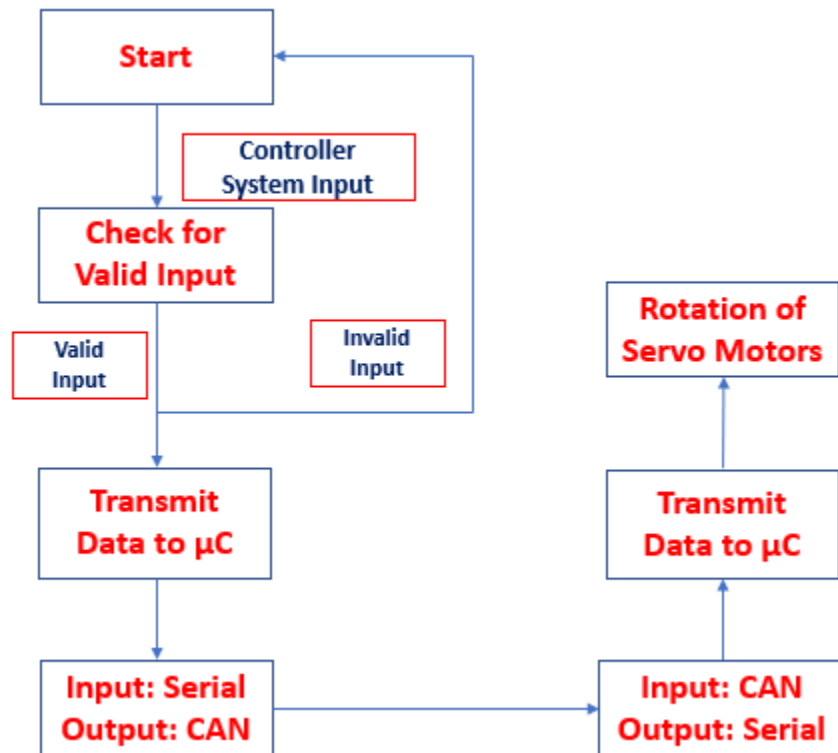 Start
Controller
System Input
Check for
Valid Input
Valid
Input
Invalid
Input
Transmit
Data to µC
Input: Serial
Output: CAN
Input: CAN
Output: Serial
Transmit
Data to µC
Rotation of
Servo Motors